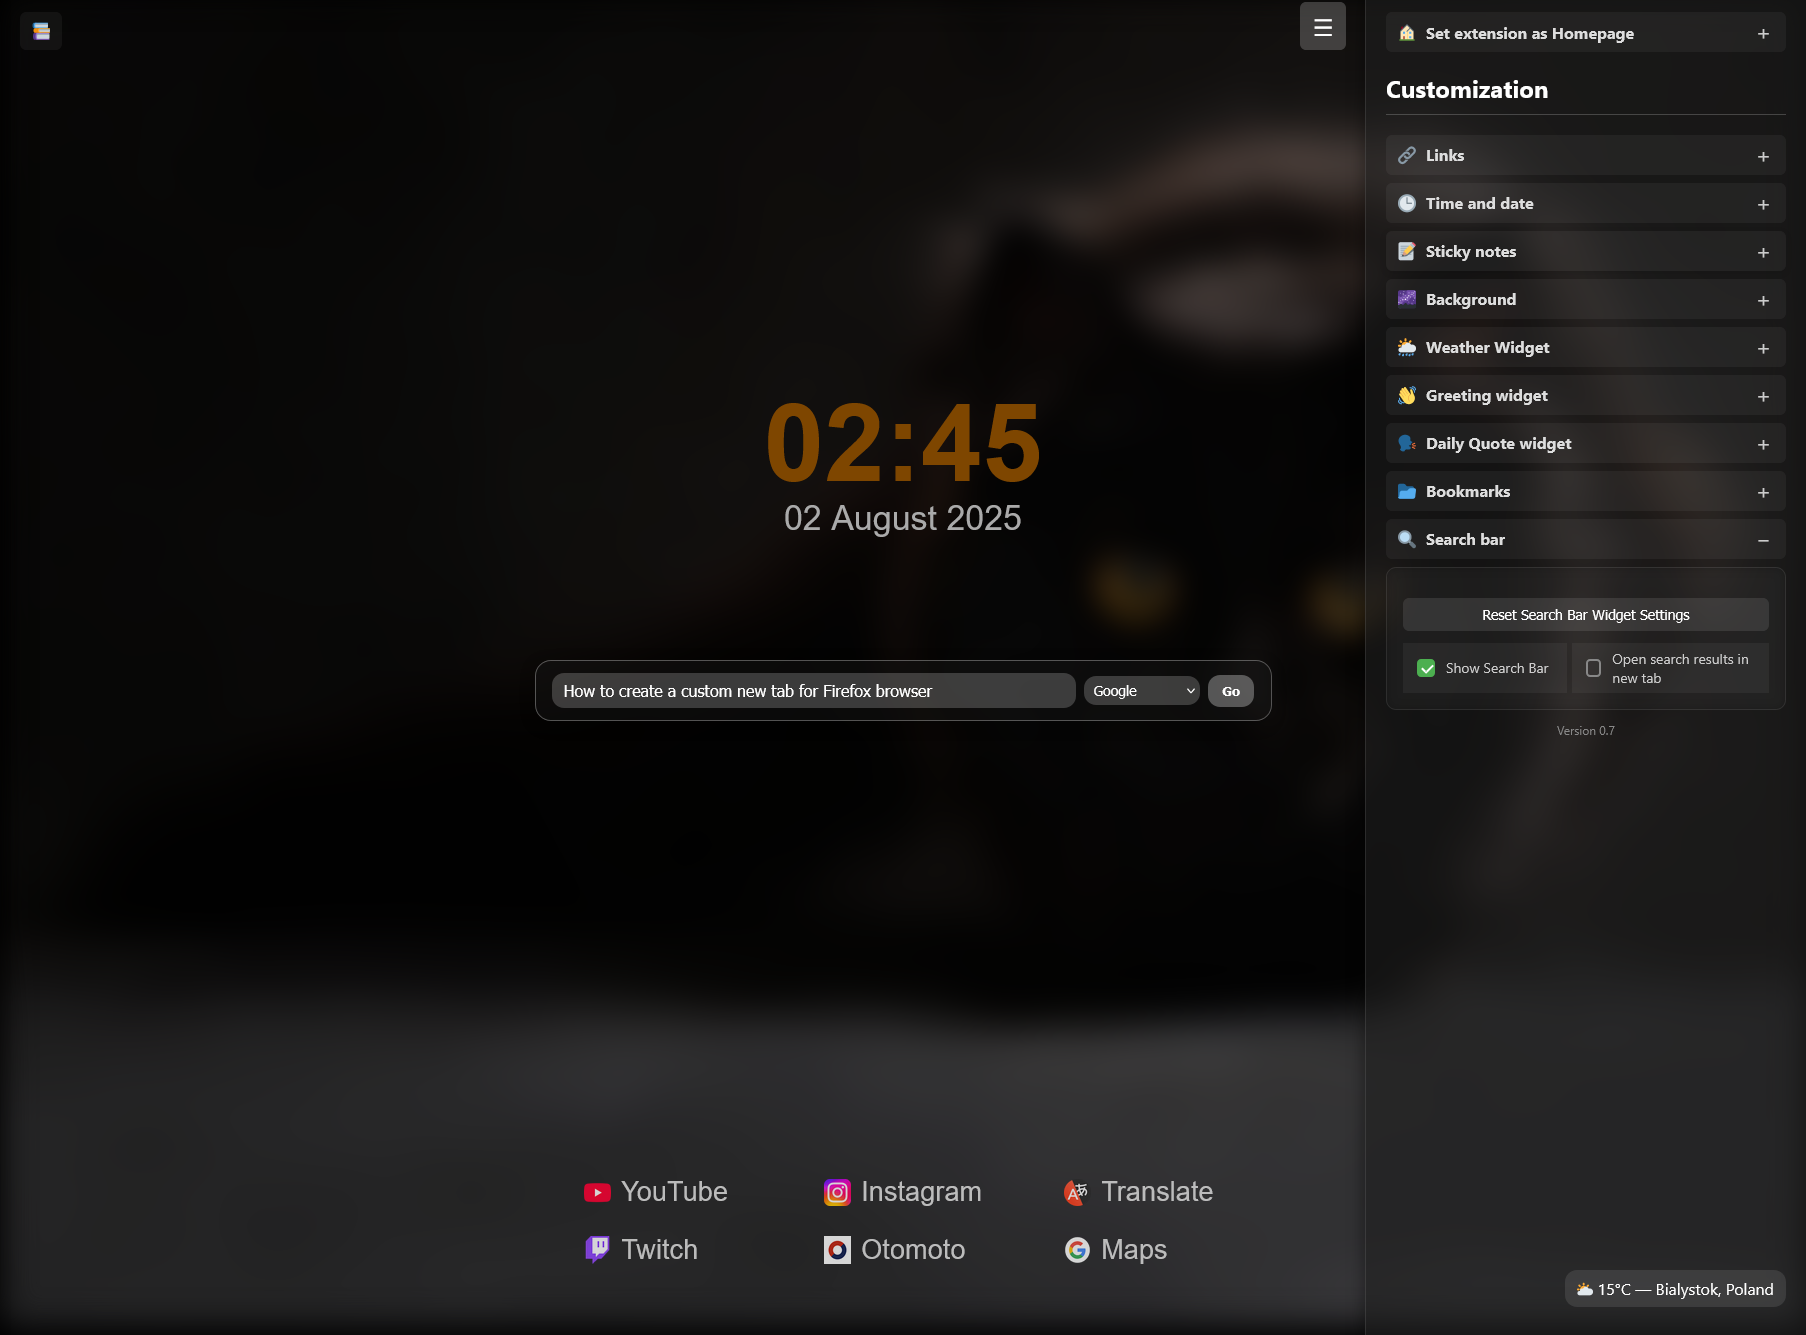 ☰
Set extension as Homepage +
Customization
Links +
Time and date +
Sticky notes +
Background +
Weather Widget +
Greeting widget +
Daily Quote widget +
Bookmarks +
Search bar −
Reset Search Bar Widget Settings
Show Search Bar
Open search results in
new tab
Version 0.7
02:45
02 August 2025
How to create a custom new tab for Firefox browser
Google
Go
YouTube
Instagram
Translate
Twitch
Otomoto
Maps
15°C — Bialystok, Poland